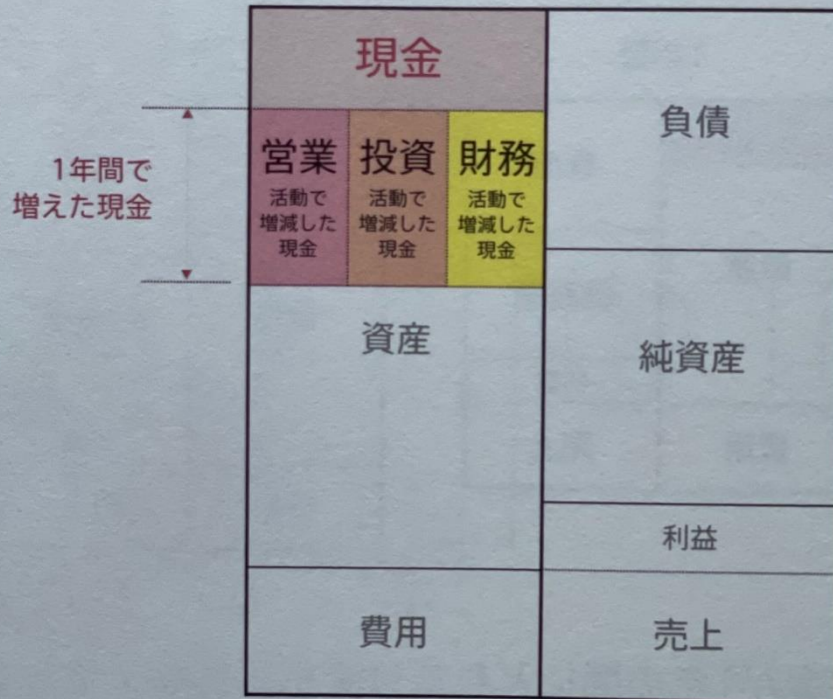 現金
1年間で
増えた現金
営業
活動で
増減した
現金
投資
活動で
増減した
現金
財務
活動で
増減した
現金
資産
費用
負債
純資産
利益
売上